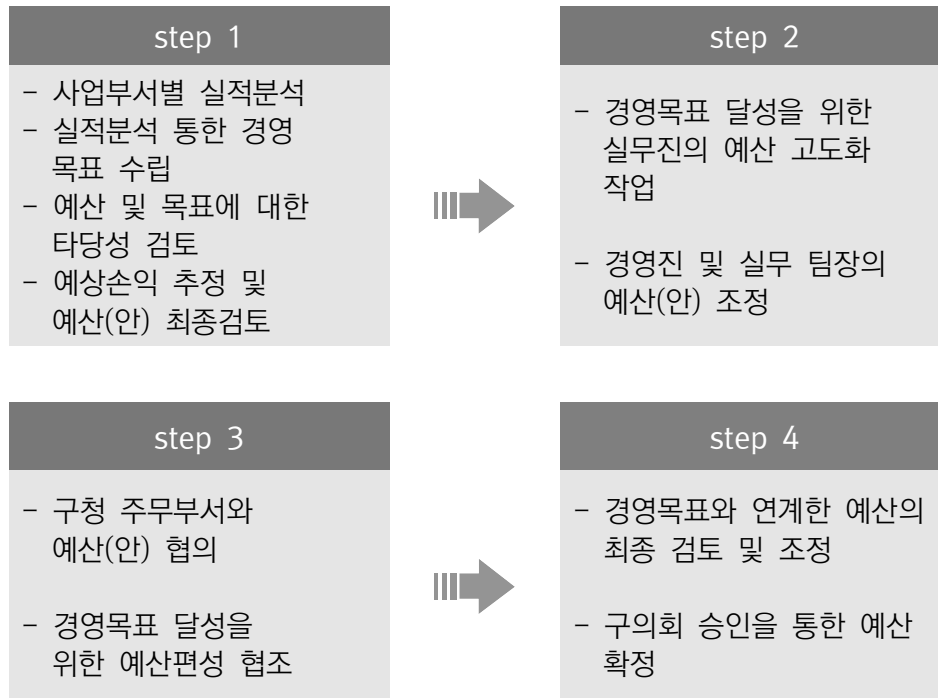 step 1
- 사업부서별 실적분석
- 실적분석 통한 경영
목표 수립
- 예산 및 목표에 대한
타당성 검토
- 예상손익 추정 및
예산(안) 최종검토
step 2
- 경영목표 달성을 위한
실무진의 예산 고도화
작업
- 경영진 및 실무 팀장의
예산(안) 조정
step 3
- 구청 주무부서와
예산(안) 협의
- 경영목표 달성을
위한 예산편성 협조
step 4
- 경영목표와 연계한 예산의
최종 검토 및 조정
- 구의회 승인을 통한 예산
확정